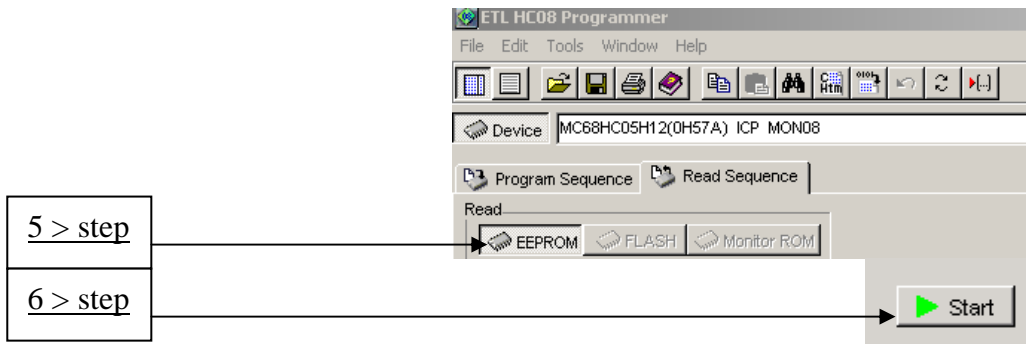 ETL HC08 Programmer
File Edit Tools Window Help
Device MC68HC05H12(0H57A) ICP MON08
Program Sequence Read Sequence
Read
5 > step
EEPROM FLASH Monitor ROM
6 > step
Start